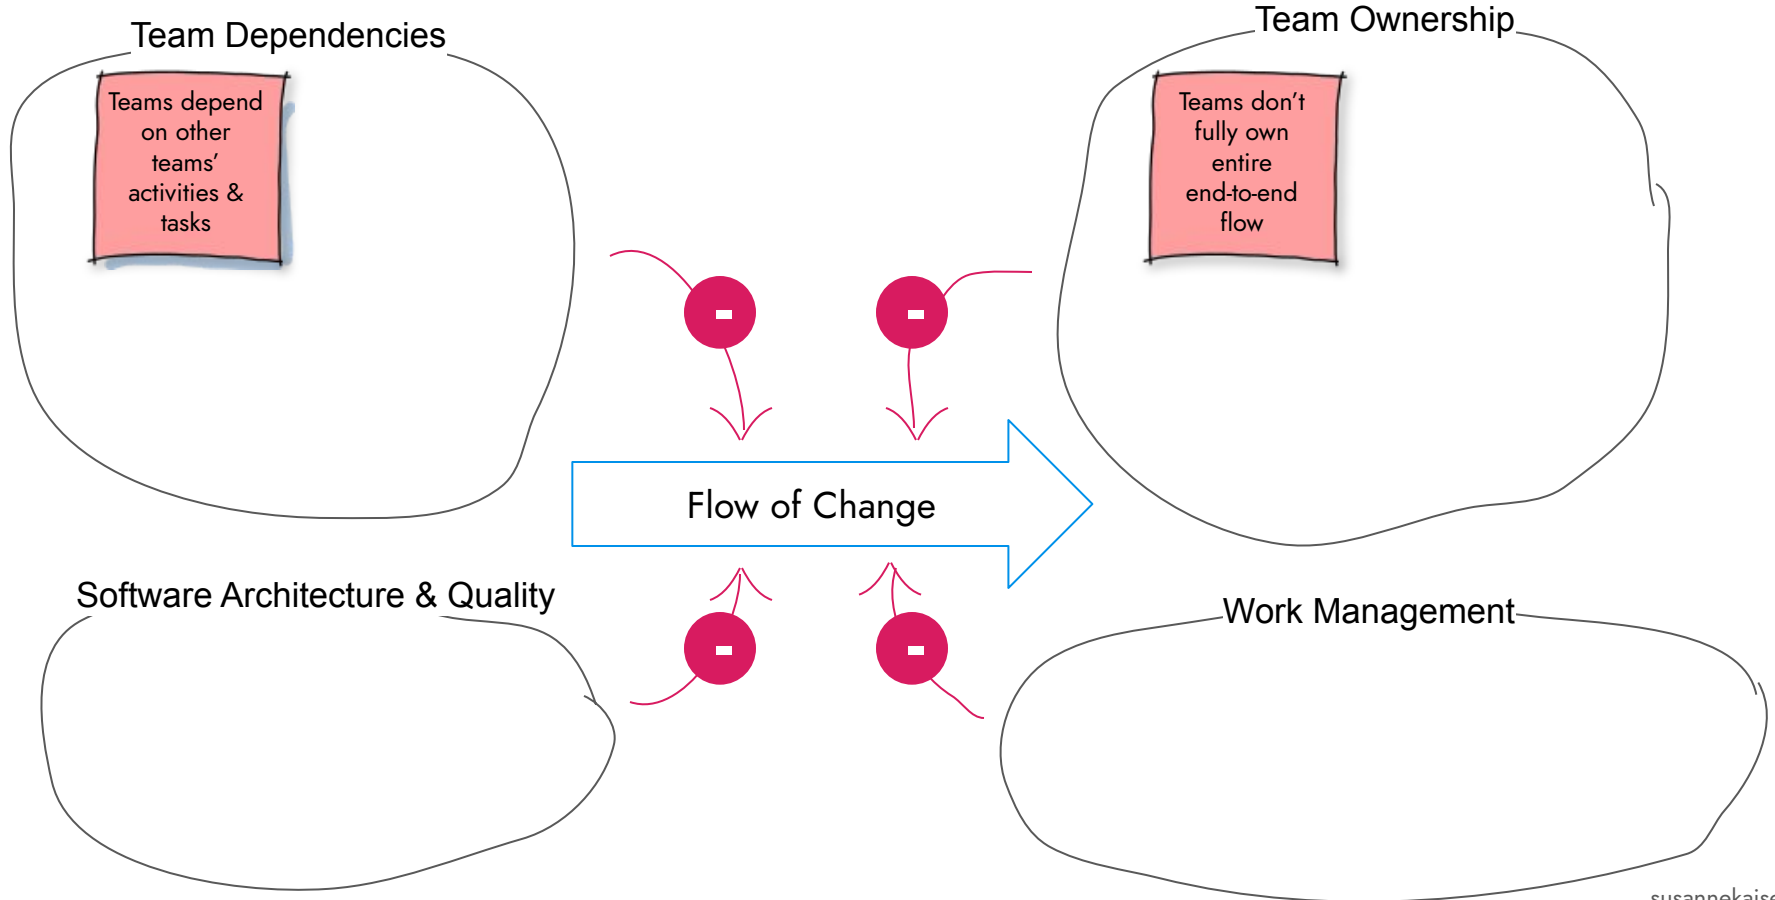 Team Dependencies
Teams depend
on other
teams’
activities &
tasks
Team Ownership
Teams don’t
fully own
entire
end-to-end
flow
-
-
Flow of Change
Software Architecture & Quality
-
-
Work Management
susannekaise